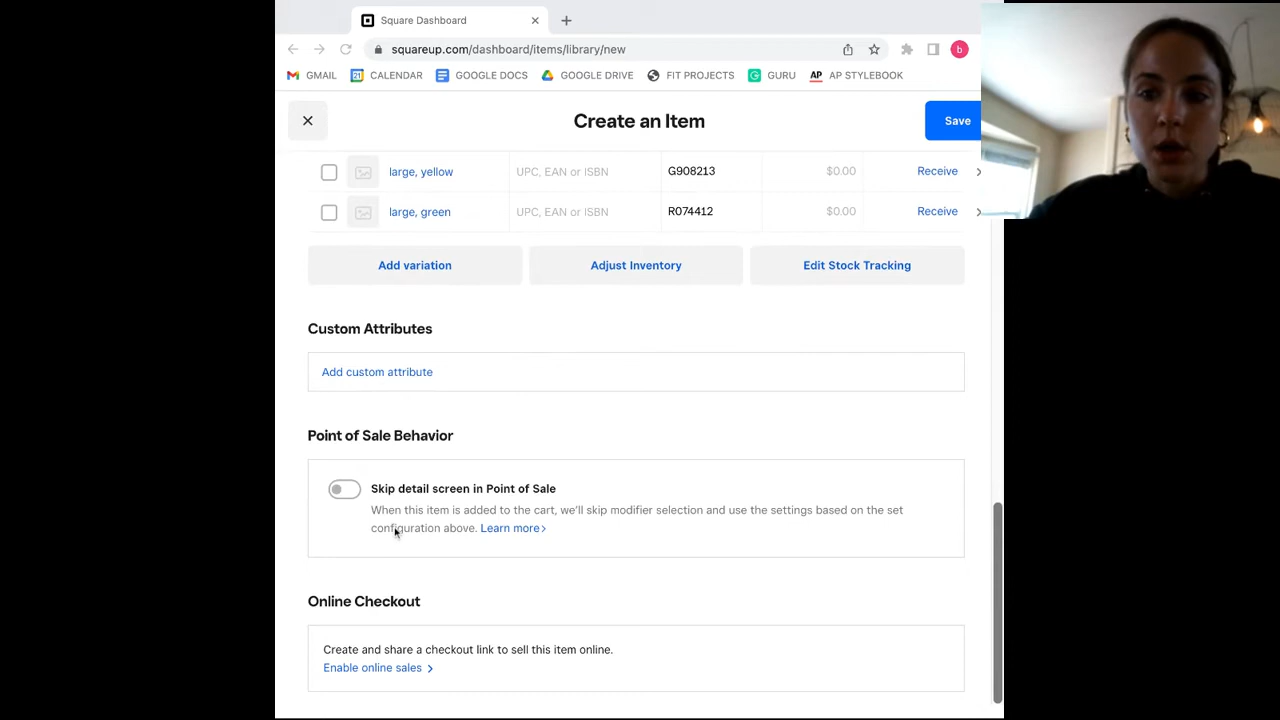 Square Dashboard
squareup.com/dashboard/items/library/new
b
GMAIL CALENDAR GOOGLE DOCS GOOGLE DRIVE FIT PROJECTS GURU AP AP STYLEBOOK
Create an Item
Save
large, yellow UPC, EAN or ISBN G908213 $0.00 Receive
large, green UPC, EAN or ISBN R074412 $0.00 Receive
Add variation Adjust Inventory Edit Stock Tracking
Custom Attributes
Add custom attribute
Point of Sale Behavior
Skip detail screen in Point of Sale
When this item is added to the cart, we'll skip modifier selection and use the settings based on the set
configuration above. Learn more
Online Checkout
Create and share a checkout link to sell this item online.
Enable online sales